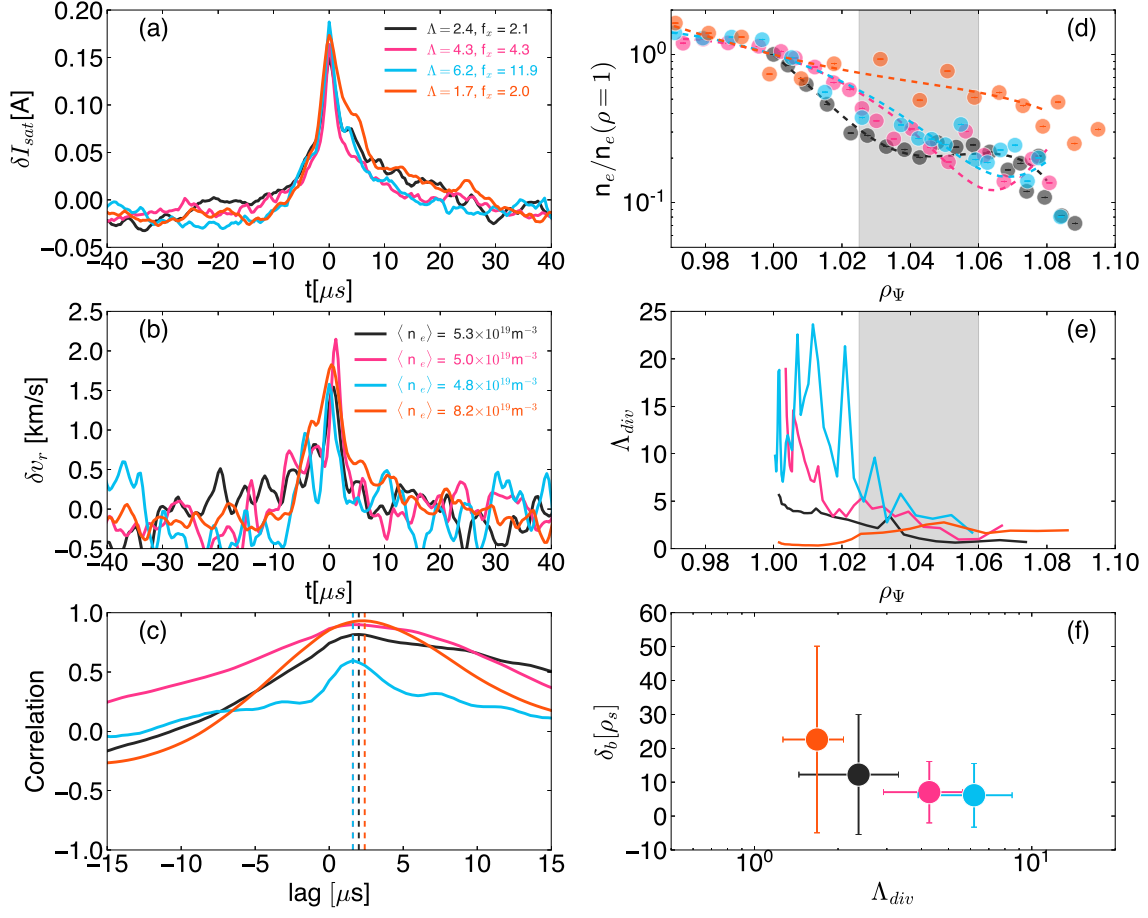 (a)
Λ = 2.4, f_x = 2.1
Λ = 4.3, f_x = 4.3
Λ = 6.2, f_x = 11.9
Λ = 1.7, f_x = 2.0
δI_sat[A]
0.20
0.15
0.10
0.05
0.00
−0.05
−40 −30 −20 −10 0 10 20 30 40
t[μs]
(b)
⟨ n_e⟩ = 5.3×10^19 m^−3
⟨ n_e⟩ = 5.0×10^19 m^−3
⟨ n_e⟩ = 4.8×10^19 m^−3
⟨ n_e⟩ = 8.2×10^19 m^−3
δv_r [km/s]
2.5
2.0
1.5
1.0
0.5
0.0
−0.5
−40 −30 −20 −10 0 10 20 30 40
t[μs]
(c)
Correlation
1.0
0.5
0.0
−0.5
−1.0
−15 −10 −5 0 5 10 15
lag [μs]
(d)
n_e/n_e(ρ = 1)
10^0
10^−1
0.98 1.00 1.02 1.04 1.06 1.08 1.10
ρ_Ψ
(e)
Λ_div
25
20
15
10
5
0
0.98 1.00 1.02 1.04 1.06 1.08 1.10
ρ_Ψ
(f)
δ_b[ρ_s]
60
50
40
30
20
10
0
−10
10^0 10^1
Λ_div